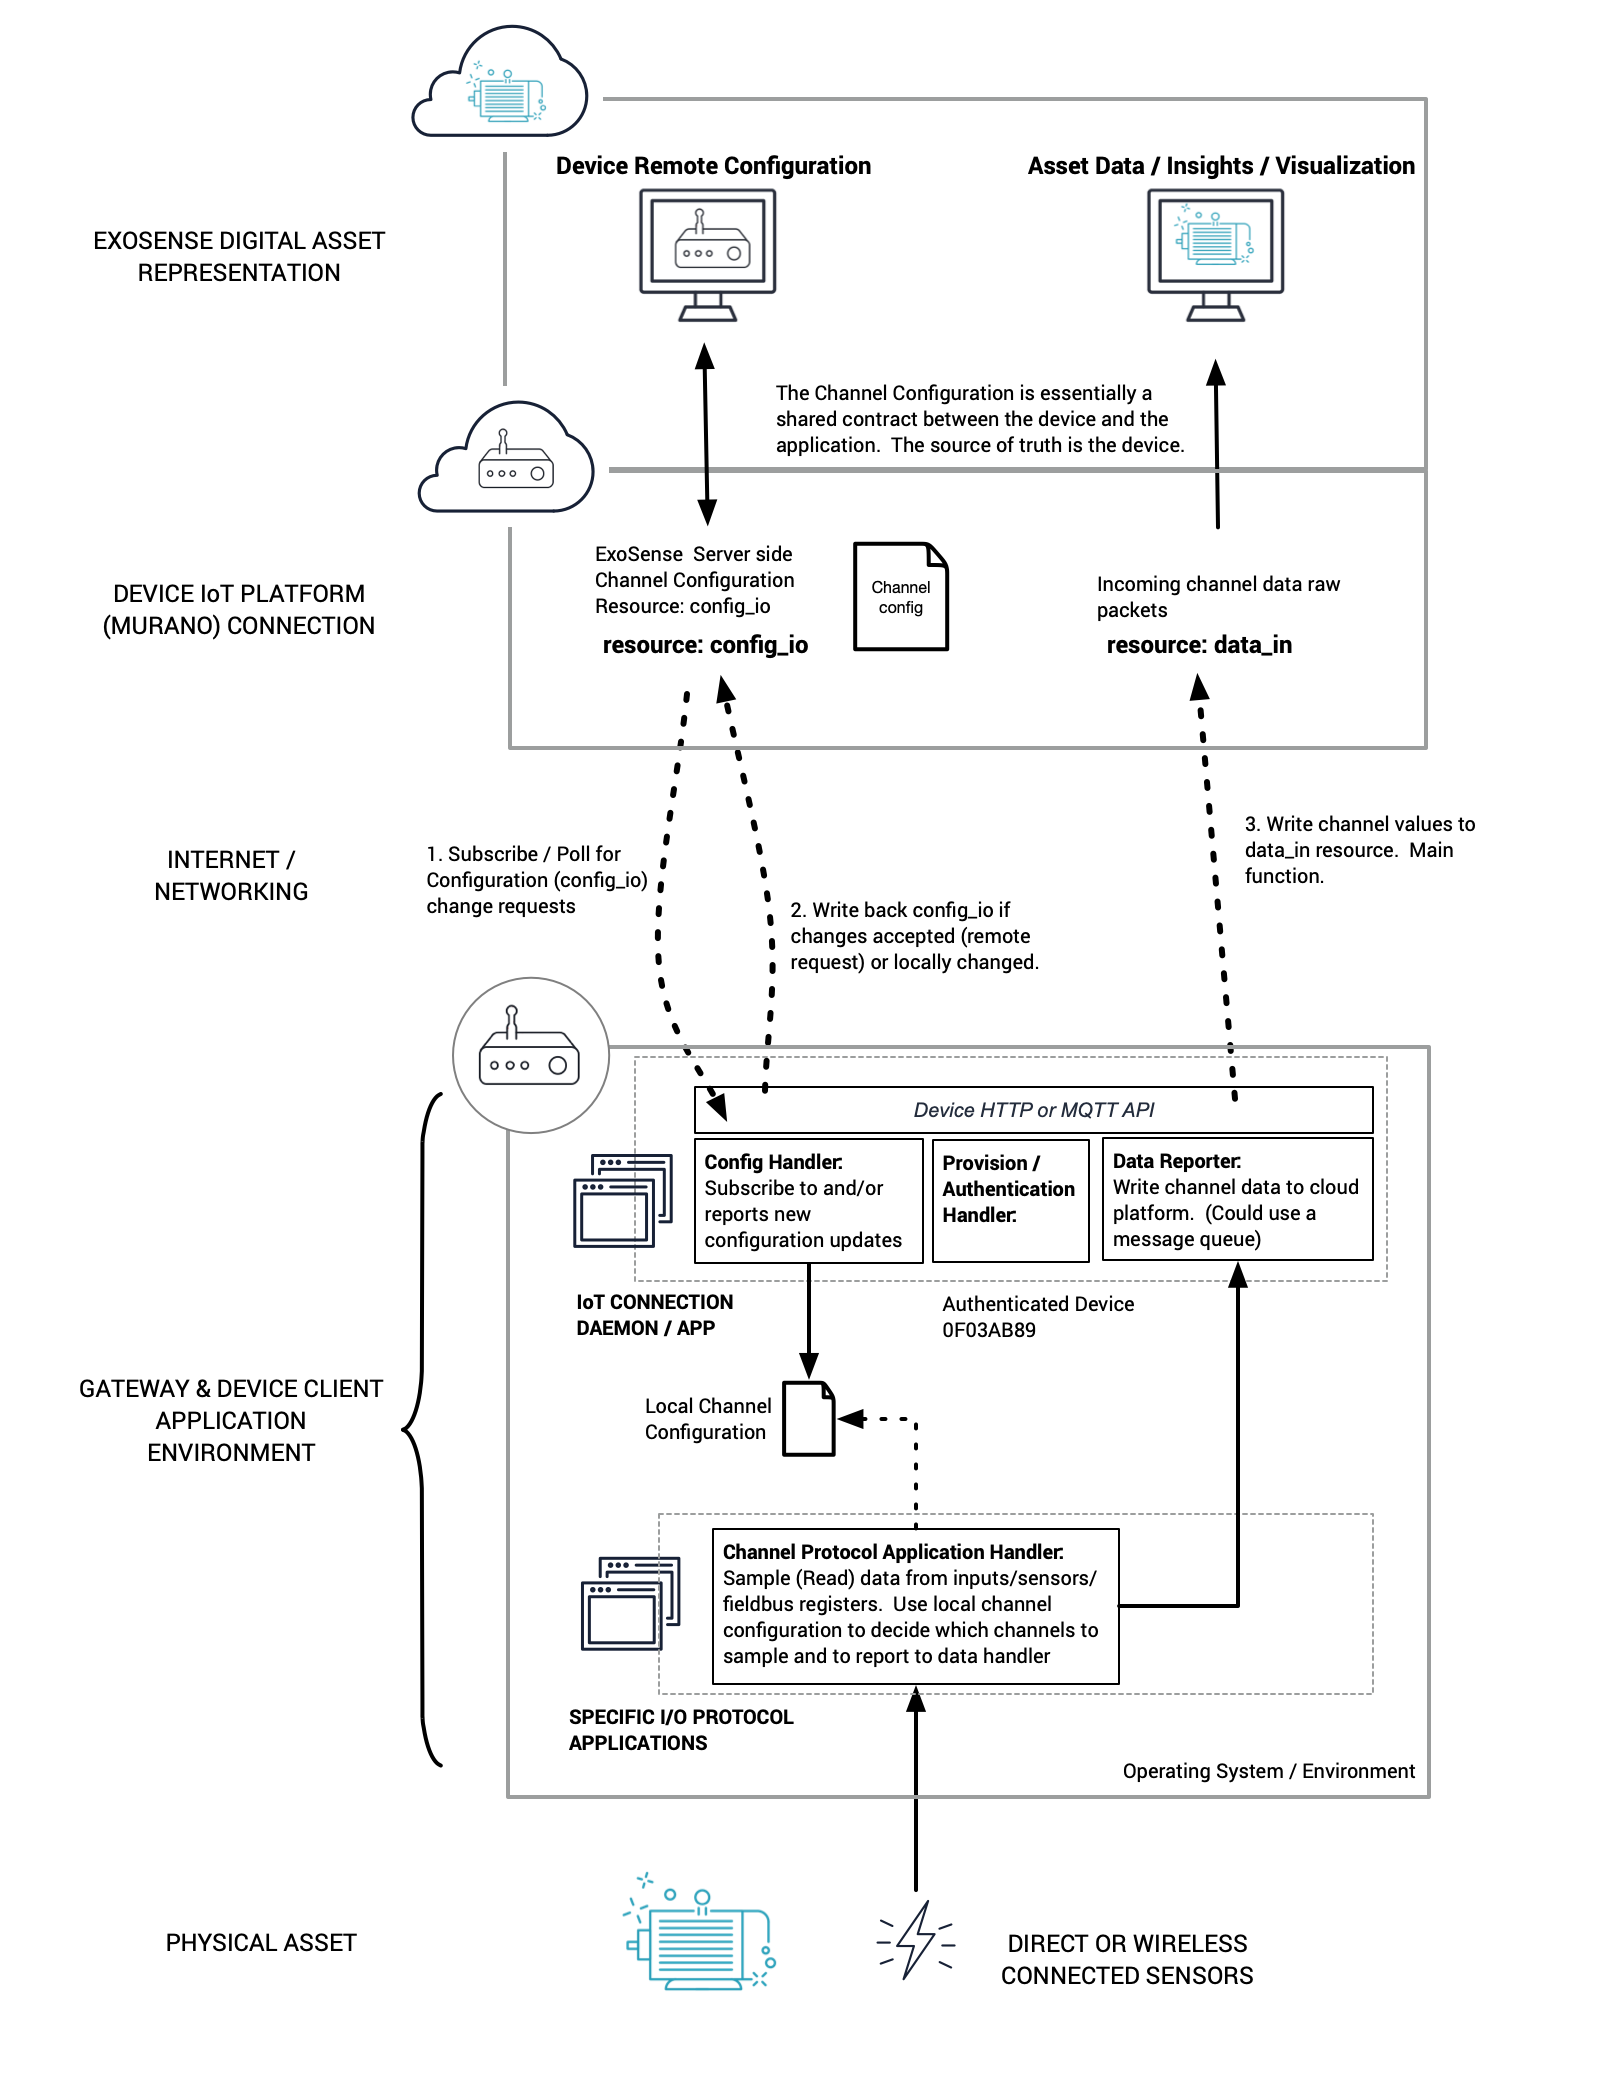 Device Remote Configuration
Asset Data / Insights / Visualization
EXOSENSE DIGITAL ASSET
REPRESENTATION
The Channel Configuration is essentially a
shared contract between the device and the
application.  The source of truth is the device.
DEVICE IoT PLATFORM
(MURANO) CONNECTION
ExoSense  Server side
Channel Configuration
Resource: config_io
resource: config_io
Channel
config
Incoming channel data raw
packets
resource: data_in
INTERNET /
NETWORKING
1. Subscribe / Poll for
Configuration (config_io)
change requests
2. Write back config_io if
changes accepted (remote
request) or locally changed.
3. Write channel values to
data_in resource.  Main
function.
Device HTTP or MQTT API
Config Handler:
Subscribe to and/or
reports new
configuration updates
Provision /
Authentication
Handler:
Data Reporter:
Write channel data to cloud
platform.  (Could use a
message queue)
IoT CONNECTION
DAEMON / APP
Authenticated Device
0F03AB89
GATEWAY & DEVICE CLIENT
APPLICATION
ENVIRONMENT
Local Channel
Configuration
Channel Protocol Application Handler:
Sample (Read) data from inputs/sensors/
fieldbus registers.  Use local channel
configuration to decide which channels to
sample and to report to data handler
SPECIFIC I/O PROTOCOL
APPLICATIONS
Operating System / Environment
PHYSICAL ASSET
DIRECT OR WIRELESS
CONNECTED SENSORS